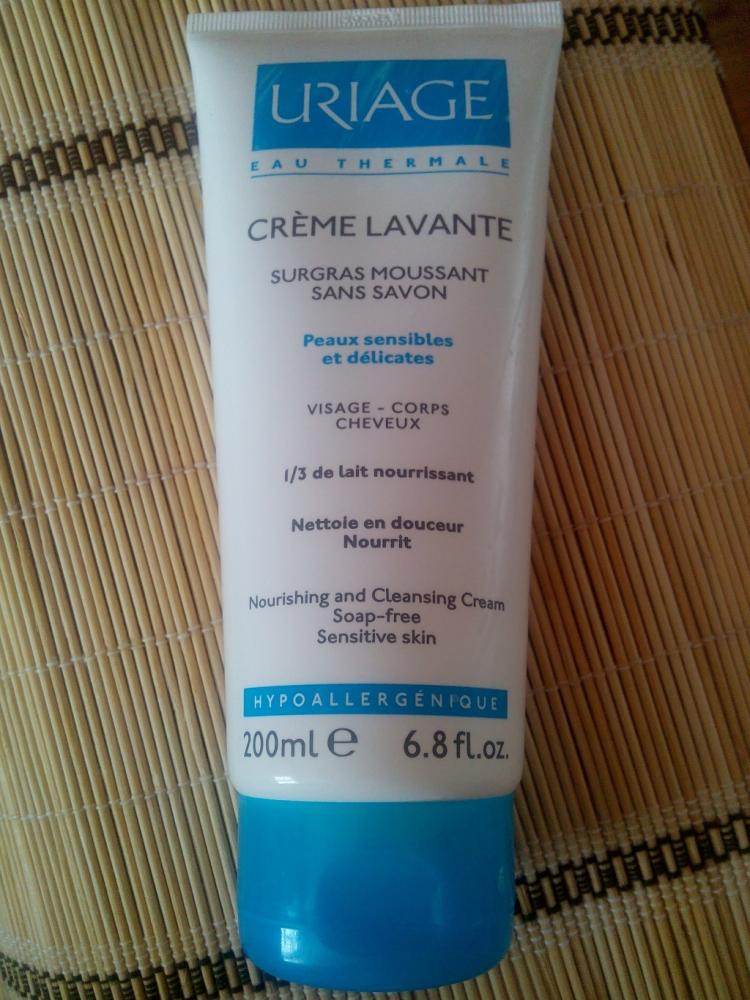 URIAGE
EAU THERMALE
CRÈME LAVANTE
SURGRAS MOUSSANT
SANS SAVON
Peaux sensibles
et délicates
VISAGE - CORPS
CHEVEUX
1/3 de lait nourrissant
Nettoie en douceur
Nourrit
Nourishing and Cleansing Cream
Soap-free
Sensitive skin
HYPOALLERGÉNIQUE
200ml e 6.8 fl.oz.